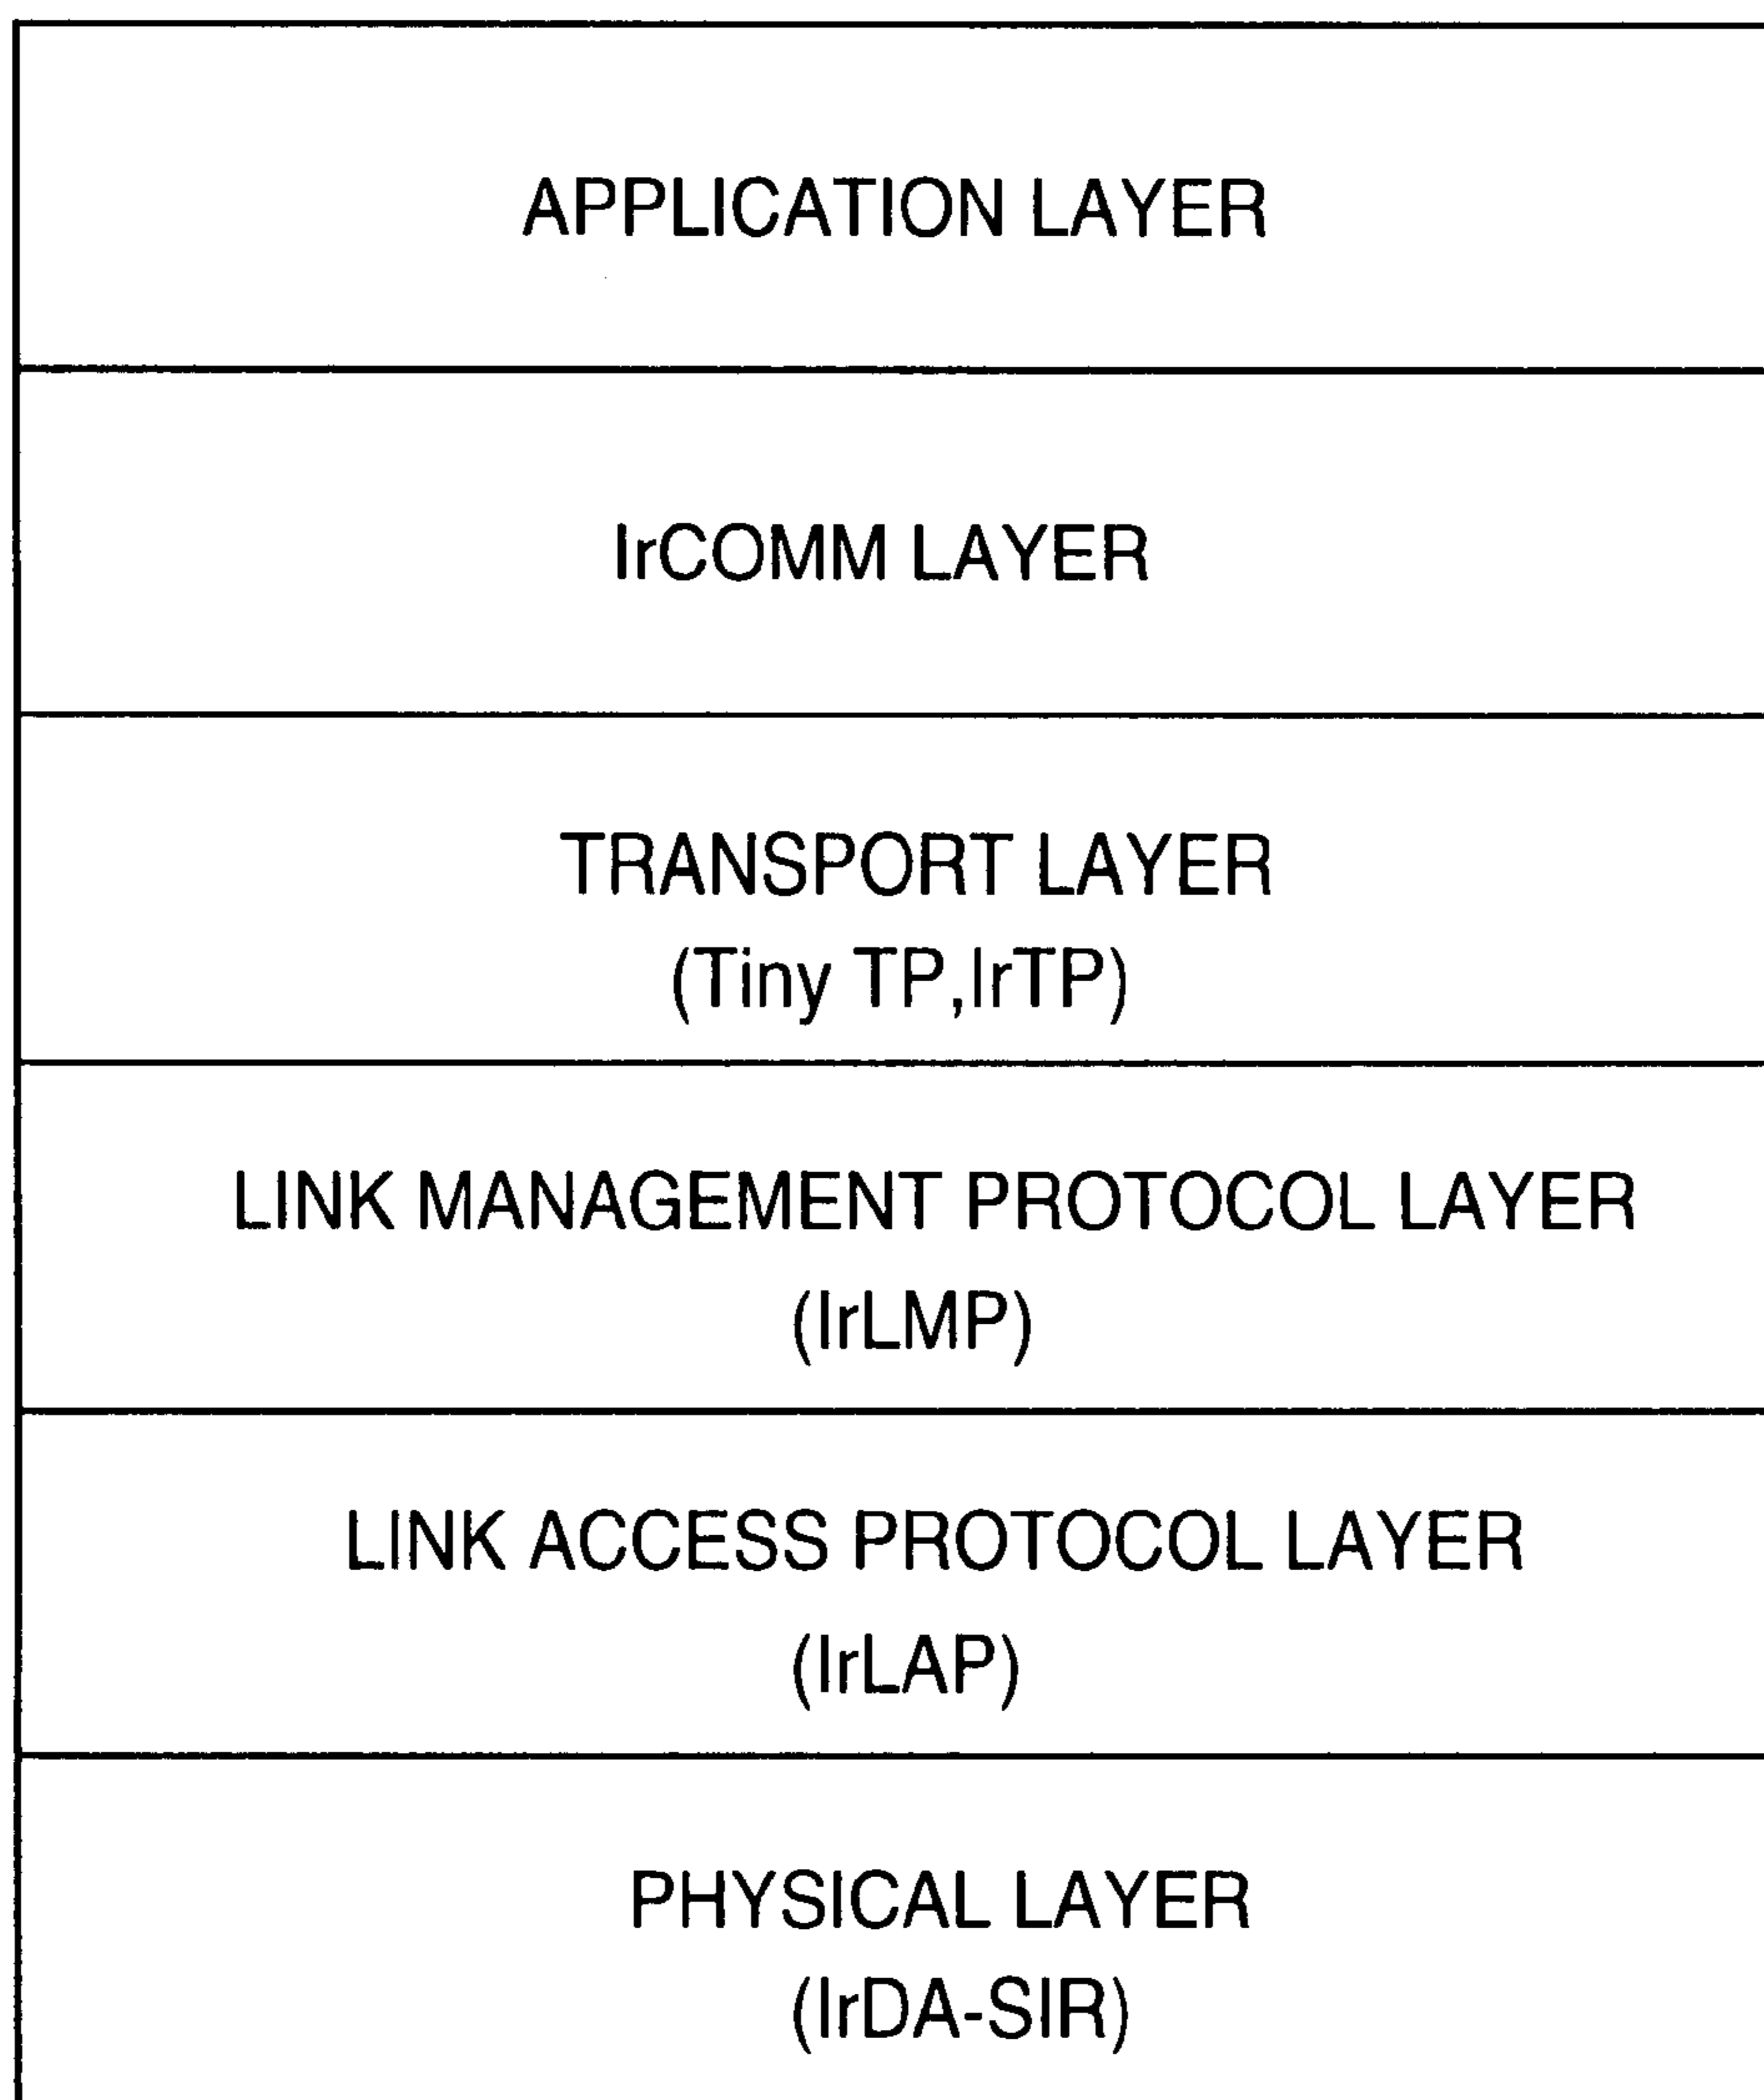 APPLICATION LAYER
IrCOMM LAYER
TRANSPORT LAYER
(Tiny TP,IrTP)
LINK MANAGEMENT PROTOCOL LAYER
(IrLMP)
LINK ACCESS PROTOCOL LAYER
(IrLAP)
PHYSICAL LAYER
(IrDA-SIR)